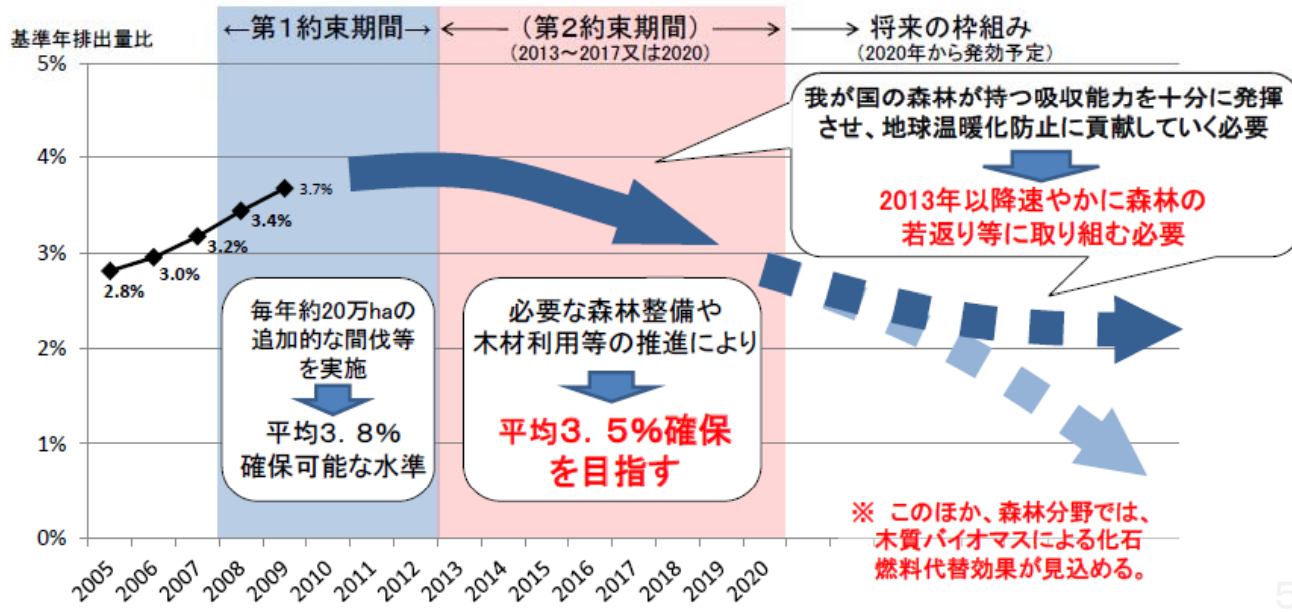 基準年排出量比
←第1約束期間→
← (第2約束期間) →
(2013～2017又は2020)
→ 将来の枠組み
(2020年から発効予定)
5%
4%
3%
2%
1%
0%
我が国の森林が持つ吸収能力を十分に発揮
させ、地球温暖化防止に貢献していく必要
2013年以降速やかに森林の
若返り等に取り組む必要
2.8%
3.0%
3.2%
3.4%
3.7%
毎年約20万haの
追加的な間伐等
を実施
平均3．8%
確保可能な水準
必要な森林整備や
木材利用等の推進により
平均3．5%確保
を目指す
※ このほか、森林分野では、
木質バイオマスによる化石
燃料代替効果が見込める。
2005
2006
2007
2008
2009
2010
2011
2012
2013
2014
2015
2016
2017
2018
2019
2020
5